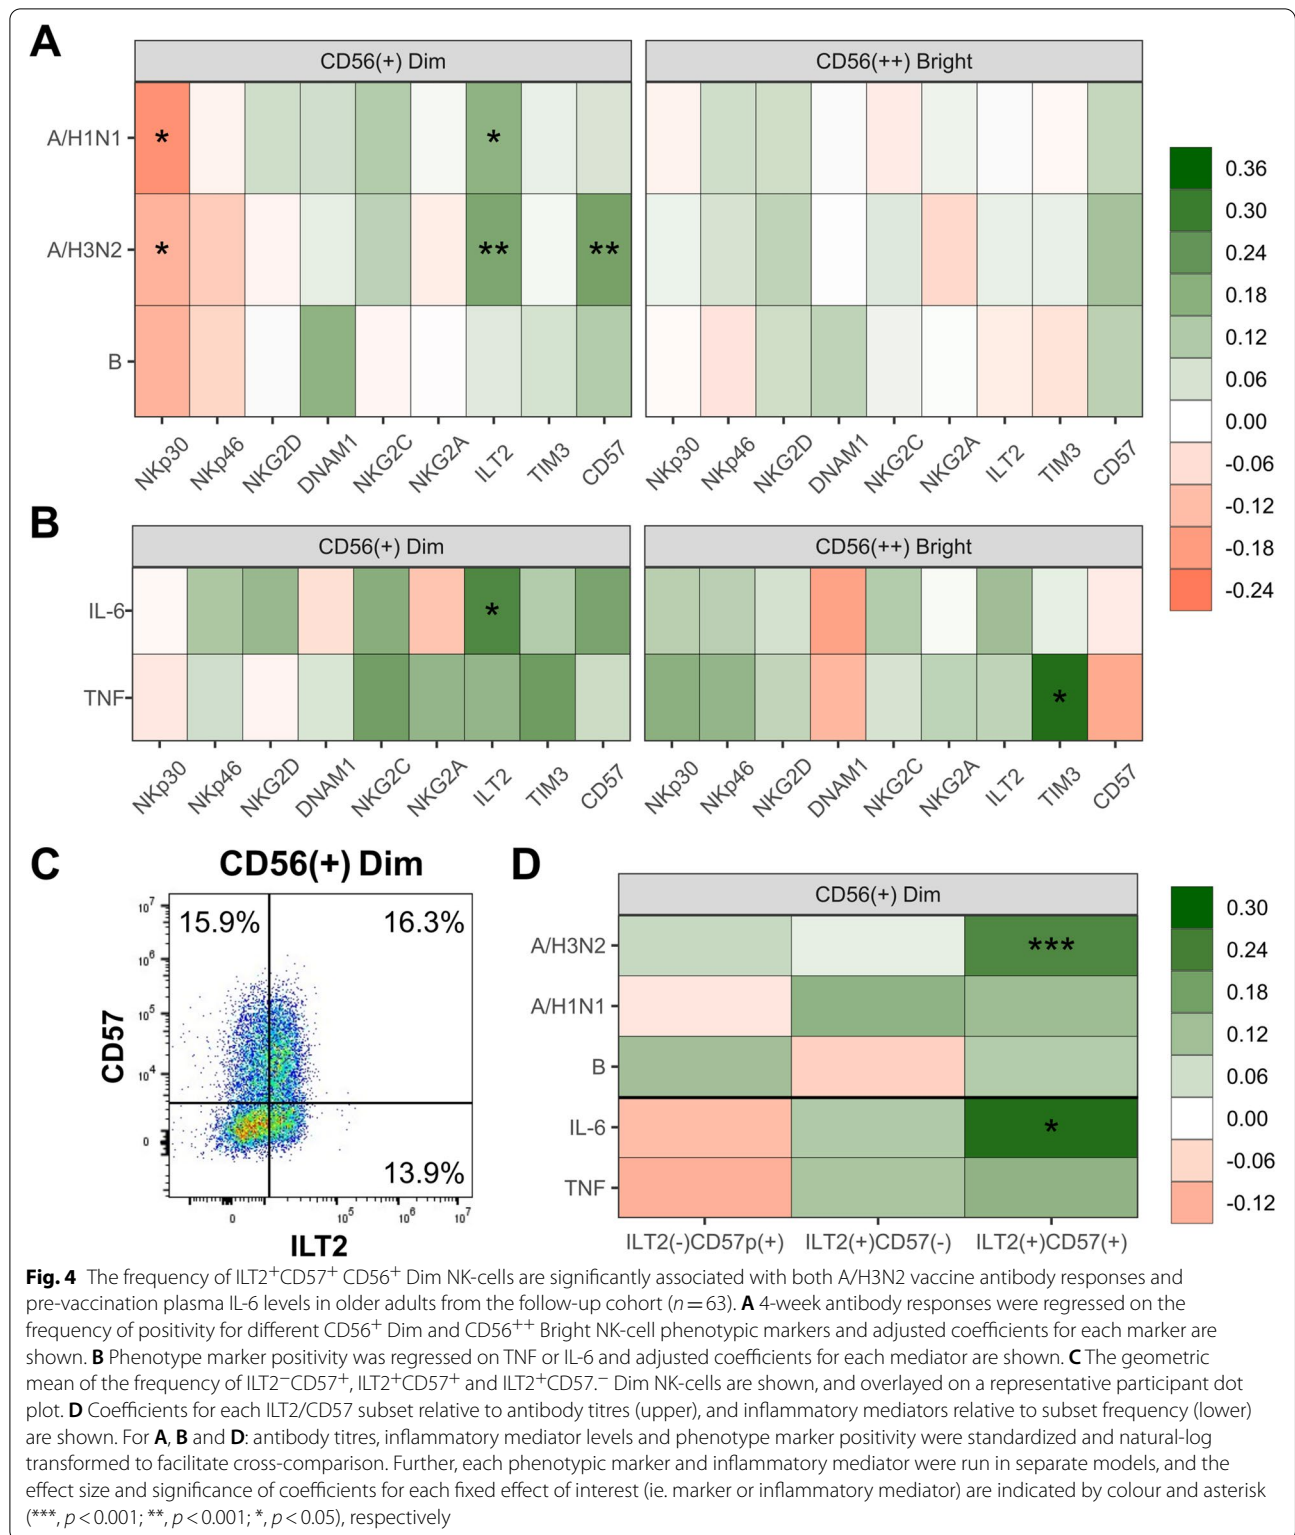 A
CD56(+) Dim
CD56(++) Bright
A/H1N1
*
*
A/H3N2
*
**
**
B
NKp30 NKp46 NKG2D DNAM1 NKG2C NKG2A ILT2 TIM3 CD57
NKp30 NKp46 NKG2D DNAM1 NKG2C NKG2A ILT2 TIM3 CD57
0.36
0.30
0.24
0.18
0.12
0.06
0.00
-0.06
-0.12
-0.18
-0.24
B
CD56(+) Dim
CD56(++) Bright
IL-6
*
TNF
*
NKp30 NKp46 NKG2D DNAM1 NKG2C NKG2A ILT2 TIM3 CD57
NKp30 NKp46 NKG2D DNAM1 NKG2C NKG2A ILT2 TIM3 CD57
C
CD56(+) Dim
15.9%
16.3%
13.9%
10⁷
10⁶
10⁵
10⁴
0
CD57
0 10⁵ 10⁶ 10⁷
ILT2
D
CD56(+) Dim
A/H3N2
***
A/H1N1
B
IL-6
*
TNF
ILT2(-)CD57p(+) ILT2(+)CD57(-) ILT2(+)CD57(+)
0.30
0.24
0.18
0.12
0.06
0.00
-0.06
-0.12
Fig. 4 The frequency of ILT2⁺CD57⁺ CD56⁺ Dim NK-cells are significantly associated with both A/H3N2 vaccine antibody responses and
pre-vaccination plasma IL-6 levels in older adults from the follow-up cohort (n = 63). A 4-week antibody responses were regressed on the
frequency of positivity for different CD56⁺ Dim and CD56⁺⁺ Bright NK-cell phenotypic markers and adjusted coefficients for each marker are
shown. B Phenotype marker positivity was regressed on TNF or IL-6 and adjusted coefficients for each mediator are shown. C The geometric
mean of the frequency of ILT2⁻CD57⁺, ILT2⁺CD57⁺ and ILT2⁺CD57.⁻ Dim NK-cells are shown, and overlayed on a representative participant dot
plot. D Coefficients for each ILT2/CD57 subset relative to antibody titres (upper), and inflammatory mediators relative to subset frequency (lower)
are shown. For A, B and D: antibody titres, inflammatory mediator levels and phenotype marker positivity were standardized and natural-log
transformed to facilitate cross-comparison. Further, each phenotypic marker and inflammatory mediator were run in separate models, and the
effect size and significance of coefficients for each fixed effect of interest (ie. marker or inflammatory mediator) are indicated by colour and asterisk
(***, p < 0.001; **, p < 0.001; *, p < 0.05), respectively